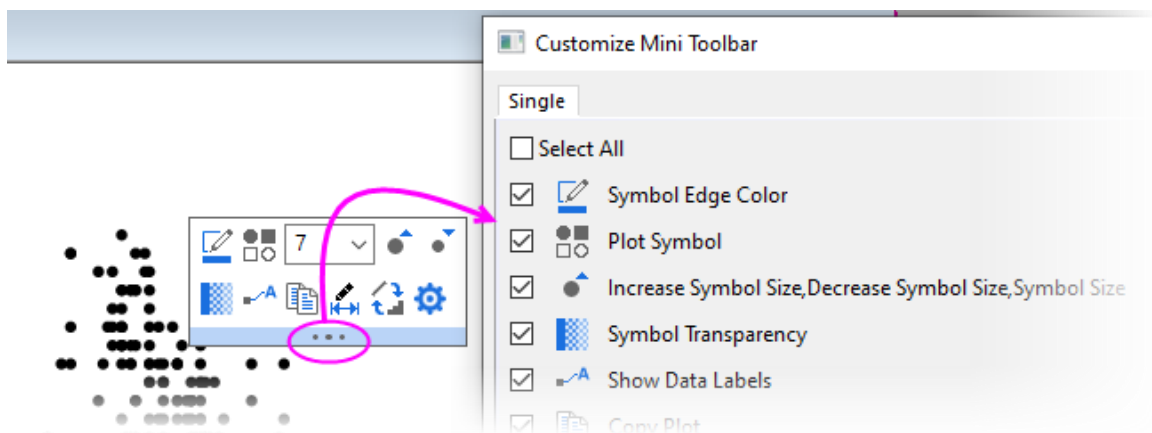 Customize Mini Toolbar
Single
Select All
Symbol Edge Color
7
Plot Symbol
Increase Symbol Size,Decrease Symbol Size,Symbol Size
Symbol Transparency
Show Data Labels
Copy Plot